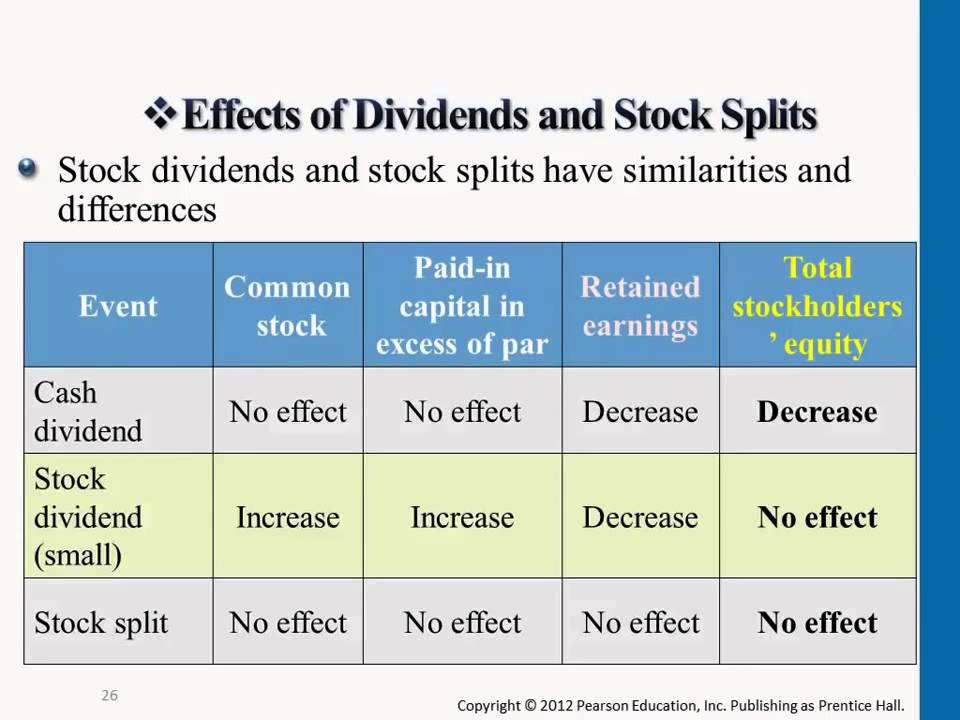 ❖Effects of Dividends and Stock Splits
Stock dividends and stock splits have similarities and
differences
Event
Common
stock
Paid-in
capital in
excess of par
Retained
earnings
Total
stockholders
’ equity
Cash
dividend
No effect
No effect
Decrease
Decrease
Stock
dividend
(small)
Increase
Increase
Decrease
No effect
Stock split
No effect
No effect
No effect
No effect
26
Copyright © 2012 Pearson Education, Inc. Publishing as Prentice Hall.